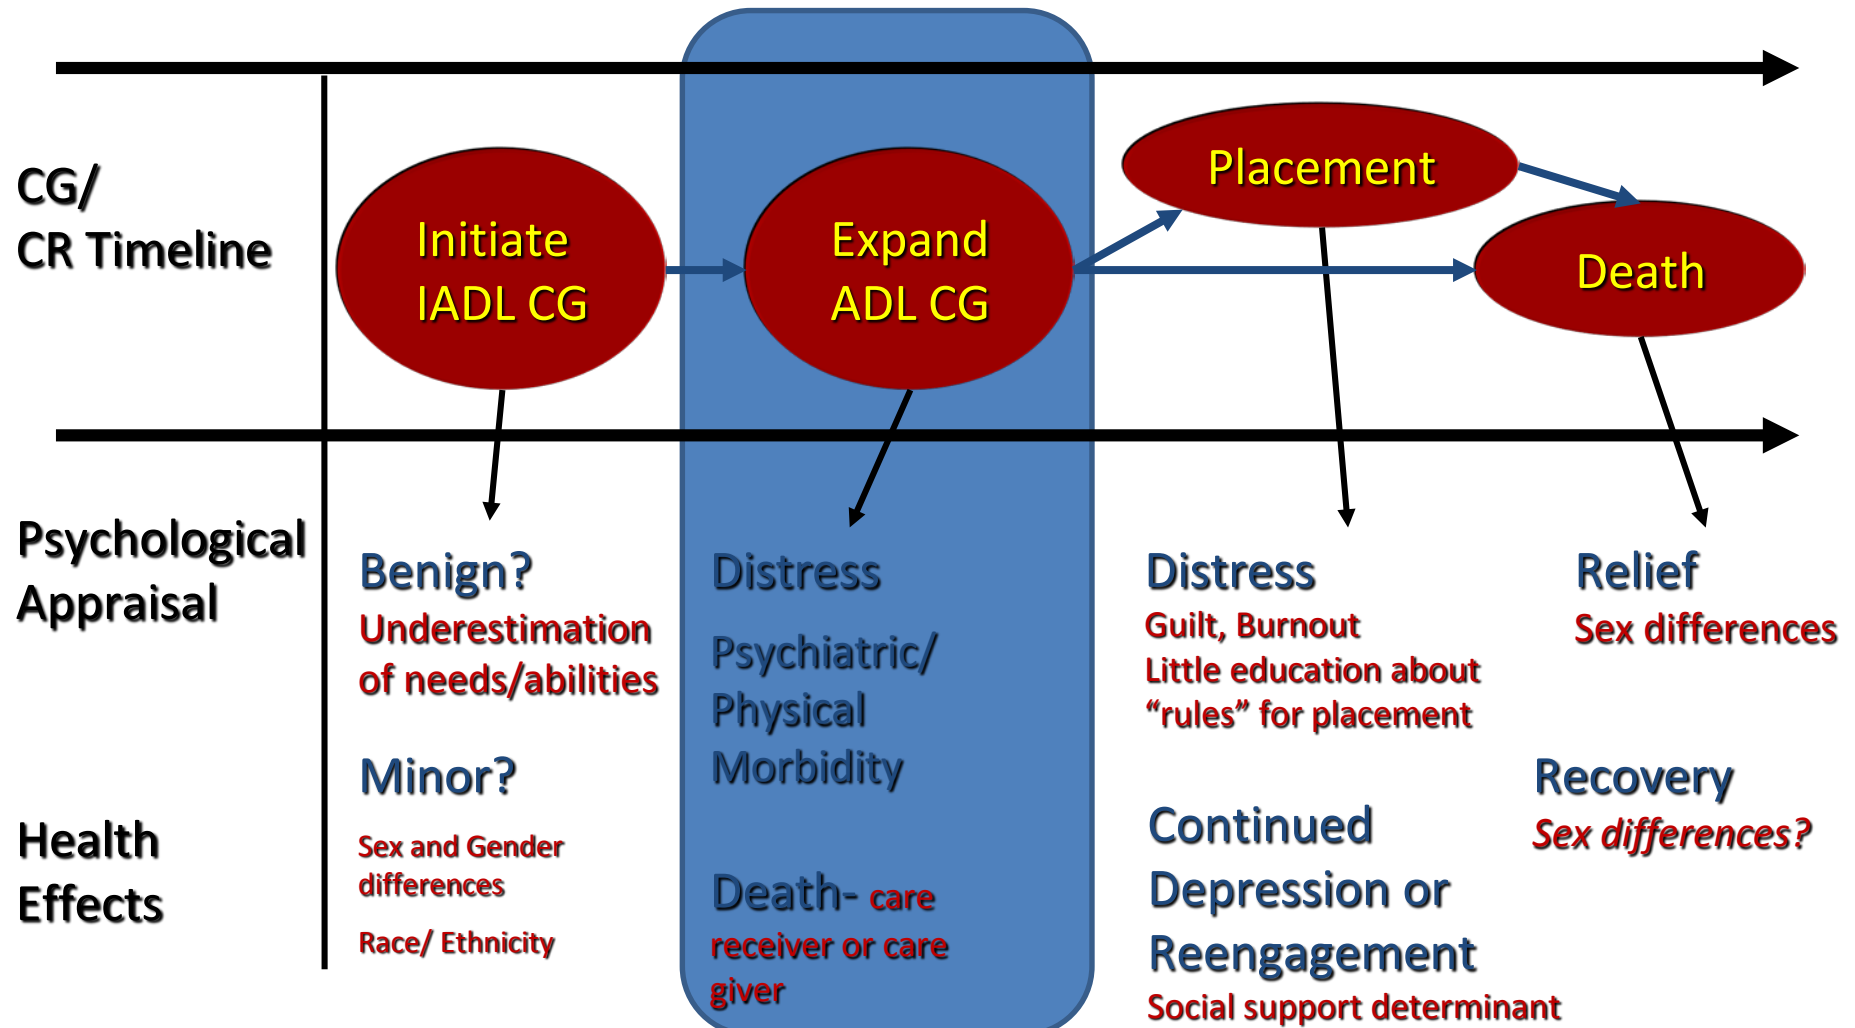 CG/
CR Timeline
Initiate
IADL CG
Expand
ADL CG
Placement
Death
Psychological
Appraisal
Benign?
Underestimation
of needs/abilities
Distress
Psychiatric/
Physical
Morbidity
Distress
Guilt, Burnout
Little education about
“rules” for placement
Relief
Sex differences
Health
Effects
Minor?
Sex and Gender
differences
Race/ Ethnicity
Death- care
receiver or care
giver
Continued
Depression or
Reengagement
Social support determinant
Recovery
Sex differences?